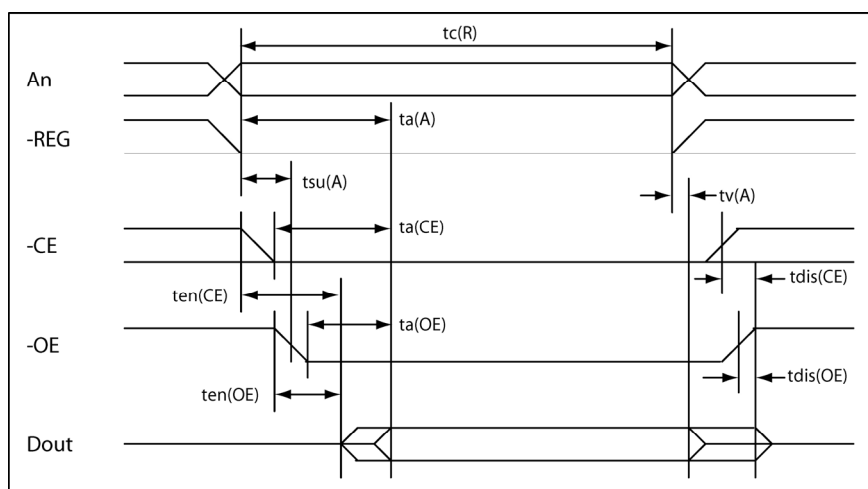 tc(R)
An
ta(A)
-REG
tsu(A)
tv(A)
ta(CE)
-CE
tdis(CE)
ten(CE)
ta(OE)
-OE
tdis(OE)
ten(OE)
Dout